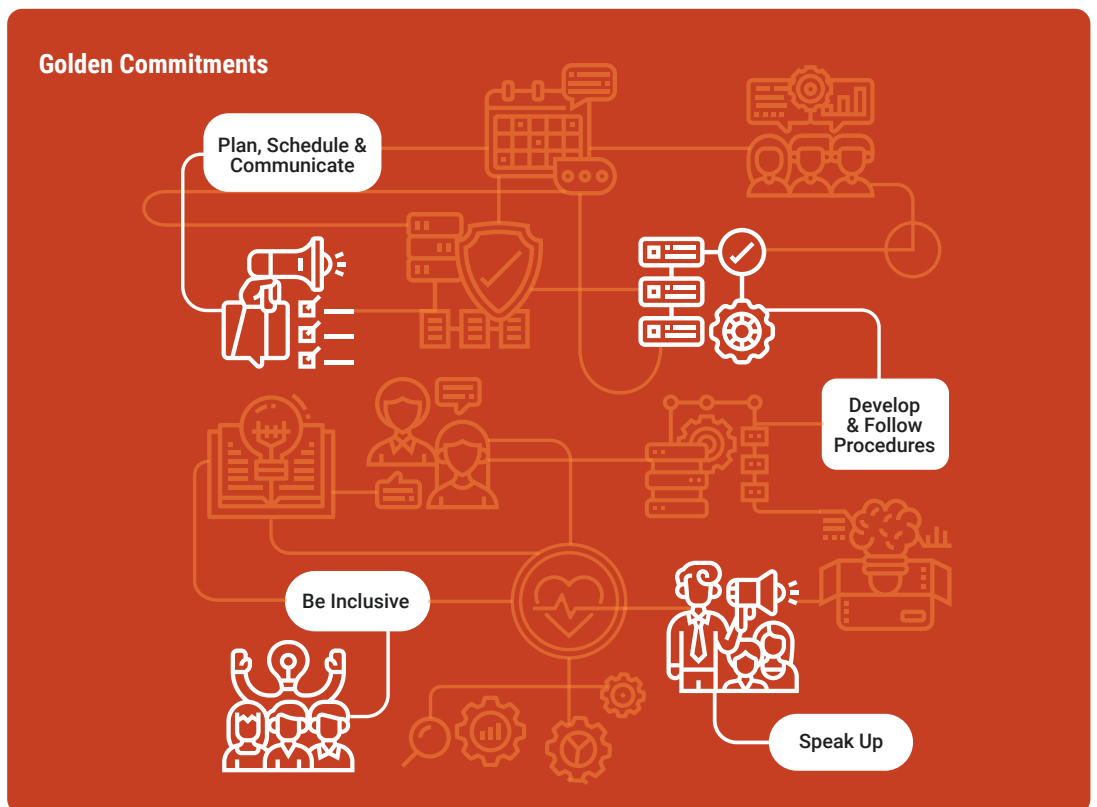 Golden Commitments
Plan, Schedule &
Communicate
Develop
& Follow
Procedures
Be Inclusive
Speak Up